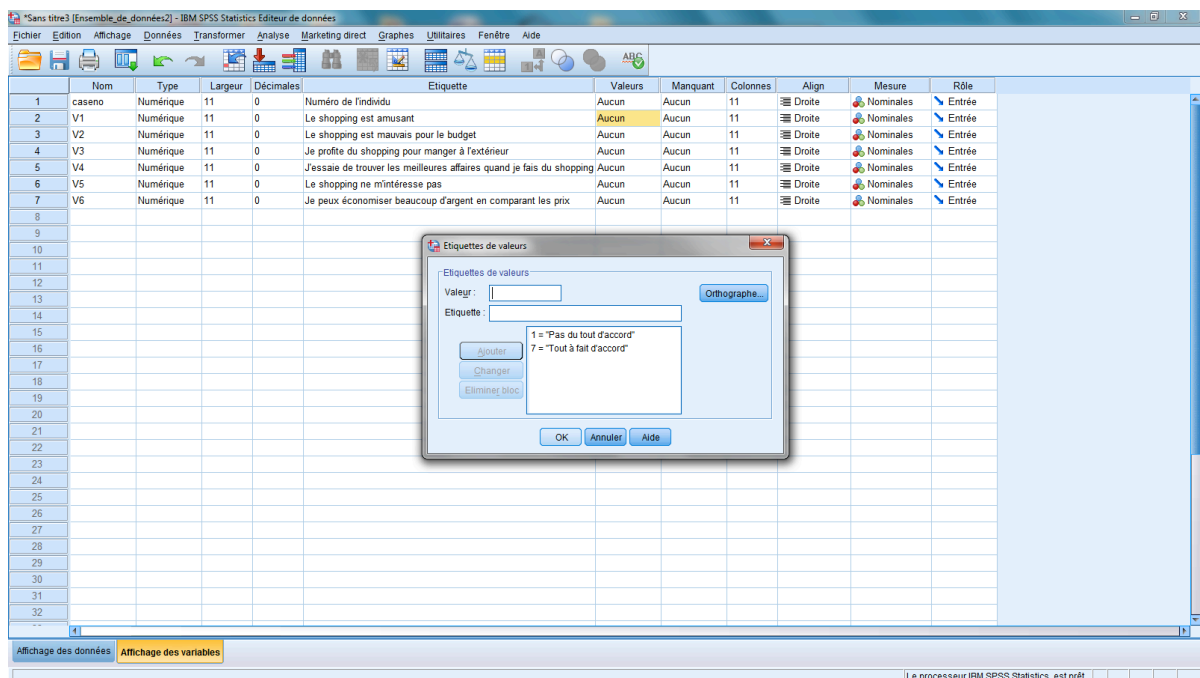 *Sans titre3 [Ensemble_de_données2] - IBM SPSS Statistics Editeur de données
Fichier Edition Affichage Données Transformer Analyse Marketing direct Graphes Utilitaires Fenêtre Aide
Nom Type Largeur Décimales Etiquette Valeurs Manquant Colonnes Align Mesure Rôle
1 caseno Numérique 11 0 Numéro de l'individu Aucun Aucun 11 Droite Nominales Entrée
2 V1 Numérique 11 0 Le shopping est amusant Aucun Aucun 11 Droite Nominales Entrée
3 V2 Numérique 11 0 Le shopping est mauvais pour le budget Aucun Aucun 11 Droite Nominales Entrée
4 V3 Numérique 11 0 Je profite du shopping pour manger à l'extérieur Aucun Aucun 11 Droite Nominales Entrée
5 V4 Numérique 11 0 J'essaie de trouver les meilleures affaires quand je fais du shopping Aucun Aucun 11 Droite Nominales Entrée
6 V5 Numérique 11 0 Le shopping ne m'intéresse pas Aucun Aucun 11 Droite Nominales Entrée
7 V6 Numérique 11 0 Je peux économiser beaucoup d'argent en comparant les prix Aucun Aucun 11 Droite Nominales Entrée
8
9
10
11
12
13
14
15
16
17
18
19
20
21
22
23
24
25
26
27
28
29
30
31
32
Etiquettes de valeurs
Etiquettes de valeurs
Valeur :
Orthographe...
Etiquette :
1 = "Pas du tout d'accord"
7 = "Tout à fait d'accord"
Ajouter
Changer
Eliminer bloc
OK Annuler Aide
Affichage des données Affichage des variables
Le processeur IBM SPSS Statistics est prêt